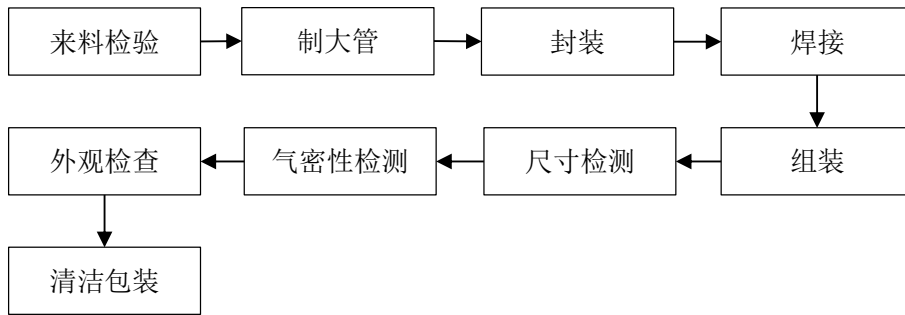 来料检验
制大管
封装
焊接
组装
尺寸检测
气密性检测
外观检查
清洁包装